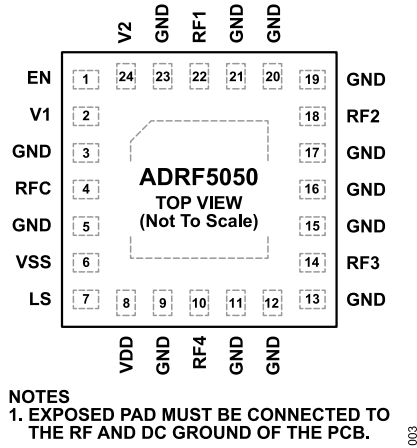 V2
GND
RF1
GND
GND
24
23
22
21
20
EN 1
19 GND
V1 2
18 RF2
GND 3
17 GND
RFC 4
16 GND
GND 5
15 GND
VSS 6
14 RF3
LS 7
13 GND
ADRF5050
TOP VIEW
(Not To Scale)
8
9
10
11
12
VDD
GND
RF4
GND
GND
NOTES
1. EXPOSED PAD MUST BE CONNECTED TO
THE RF AND DC GROUND OF THE PCB.
003